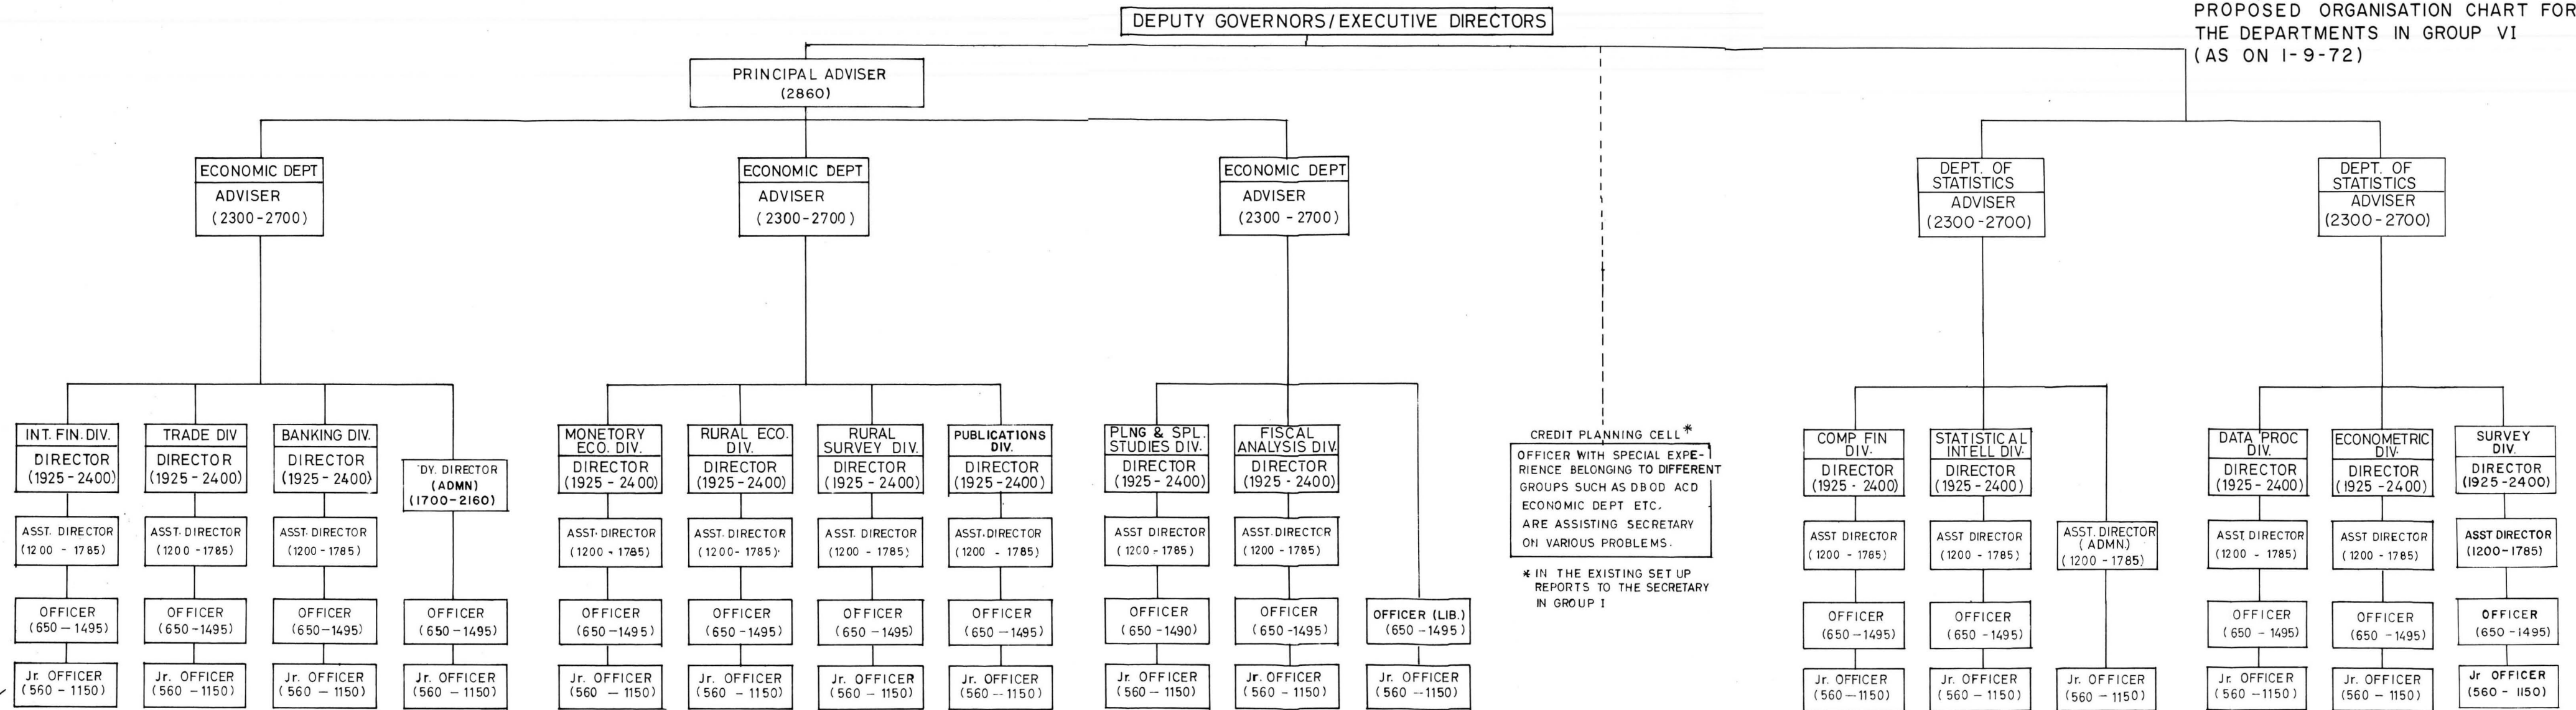 DEPUTY GOVERNORS/EXECUTIVE DIRECTORS
PROPOSED ORGANISATION CHART FOR
THE DEPARTMENTS IN GROUP VI
(AS ON 1-9-72)
PRINCIPAL ADVISER
(2860)
ECONOMIC DEPT
ADVISER
(2300-2700)
ECONOMIC DEPT
ADVISER
(2300-2700)
ECONOMIC DEPT
ADVISER
(2300 - 2700)
DEPT. OF
STATISTICS
ADVISER
(2300-2700)
DEPT. OF
STATISTICS
ADVISER
(2300-2700)
INT. FIN. DIV.
DIRECTOR
(1925-2400)
ASST. DIRECTOR
(1200 - 1785)
OFFICER
(650—1495)
Jr. OFFICER
(560 - 1150)
TRADE DIV
DIRECTOR
(1925-2400)
ASST. DIRECTOR
(1200 - 1785)
OFFICER
(650-1495)
Jr. OFFICER
(560 - 1150)
BANKING DIV.
DIRECTOR
(1925-2400)
ASST. DIRECTOR
(1200-1785)
OFFICER
(650-1495)
Jr. OFFICER
(560 — 1150)
DY. DIRECTOR
(ADMN)
(1700-2160)
OFFICER
(650-1495)
Jr. OFFICER
(560 — 1150)
MONETORY
ECO. DIV.
DIRECTOR
(1925 - 2400)
ASST. DIRECTOR
(1200 - 1785)
OFFICER
(650-1495)
Jr. OFFICER
(560 — 1150)
RURAL ECO.
DIV.
DIRECTOR
(1925-2400)
ASST. DIRECTOR
(1200- 1785)
OFFICER
(650-1495)
Jr. OFFICER
(560 — 1150)
RURAL
SURVEY DIV.
DIRECTOR
(1925-2400)
ASST. DIRECTOR
(1200 - 1785)
OFFICER
(650-1495)
Jr. OFFICER
(560 — 1150)
PUBLICATIONS
DIV.
DIRECTOR
(1925-2400)
ASST. DIRECTOR
(1200 - 1785)
OFFICER
(650-1495)
Jr. OFFICER
(560--1150)
PLNG & SPL.
STUDIES DIV.
DIRECTOR
(1925-2400)
ASST DIRECTOR
(1200-1785)
OFFICER
(650-1490)
Jr. OFFICER
(560 — 1150)
FISCAL
ANALYSIS DIV.
DIRECTOR
(1925-2400)
ASST. DIRECTOR
(1200-1785)
OFFICER
(650-1495)
Jr. OFFICER
(560 - 1150)
OFFICER (LIB.)
(650-1495)
Jr. OFFICER
(560—1150)
CREDIT PLANNING CELL *
OFFICER WITH SPECIAL EXPE-
RIENCE BELONGING TO DIFFERENT
GROUPS SUCH AS DBOD ACD
ECONOMIC DEPT ETC.
ARE ASSISTING SECRETARY
ON VARIOUS PROBLEMS.
* IN THE EXISTING SET UP
REPORTS TO THE SECRETARY
IN GROUP I
COMP FIN
DIV.
DIRECTOR
(1925 - 2400)
ASST DIRECTOR
(1200 - 1785)
OFFICER
(650—1495)
Jr. OFFICER
(560—1150)
STATISTICAL
INTELL DIV.
DIRECTOR
(1925-2400)
ASST DIRECTOR
(1200 - 1785)
OFFICER
(650-1495)
Jr. OFFICER
(560 - 1150)
ASST. DIRECTOR
(ADMN.)
(1200 -1785)
Jr. OFFICER
(560 — 1150)
DATA PROC
DIV.
DIRECTOR
(1925-2400)
ASST. DIRECTOR
(1200 - 1785)
OFFICER
(650 - 1495)
Jr. OFFICER
(560 —1150)
ECONOMETRIC
DIV.
DIRECTOR
(1925 -2400)
ASST DIRECTOR
(1200 - 1785)
OFFICER
(650 -1495)
Jr. OFFICER
(560 - 1150)
SURVEY
DIV.
DIRECTOR
(1925-2400)
ASST DIRECTOR
(1200-1785)
OFFICER
(650-1495)
Jr OFFICER
(560 - 1150)